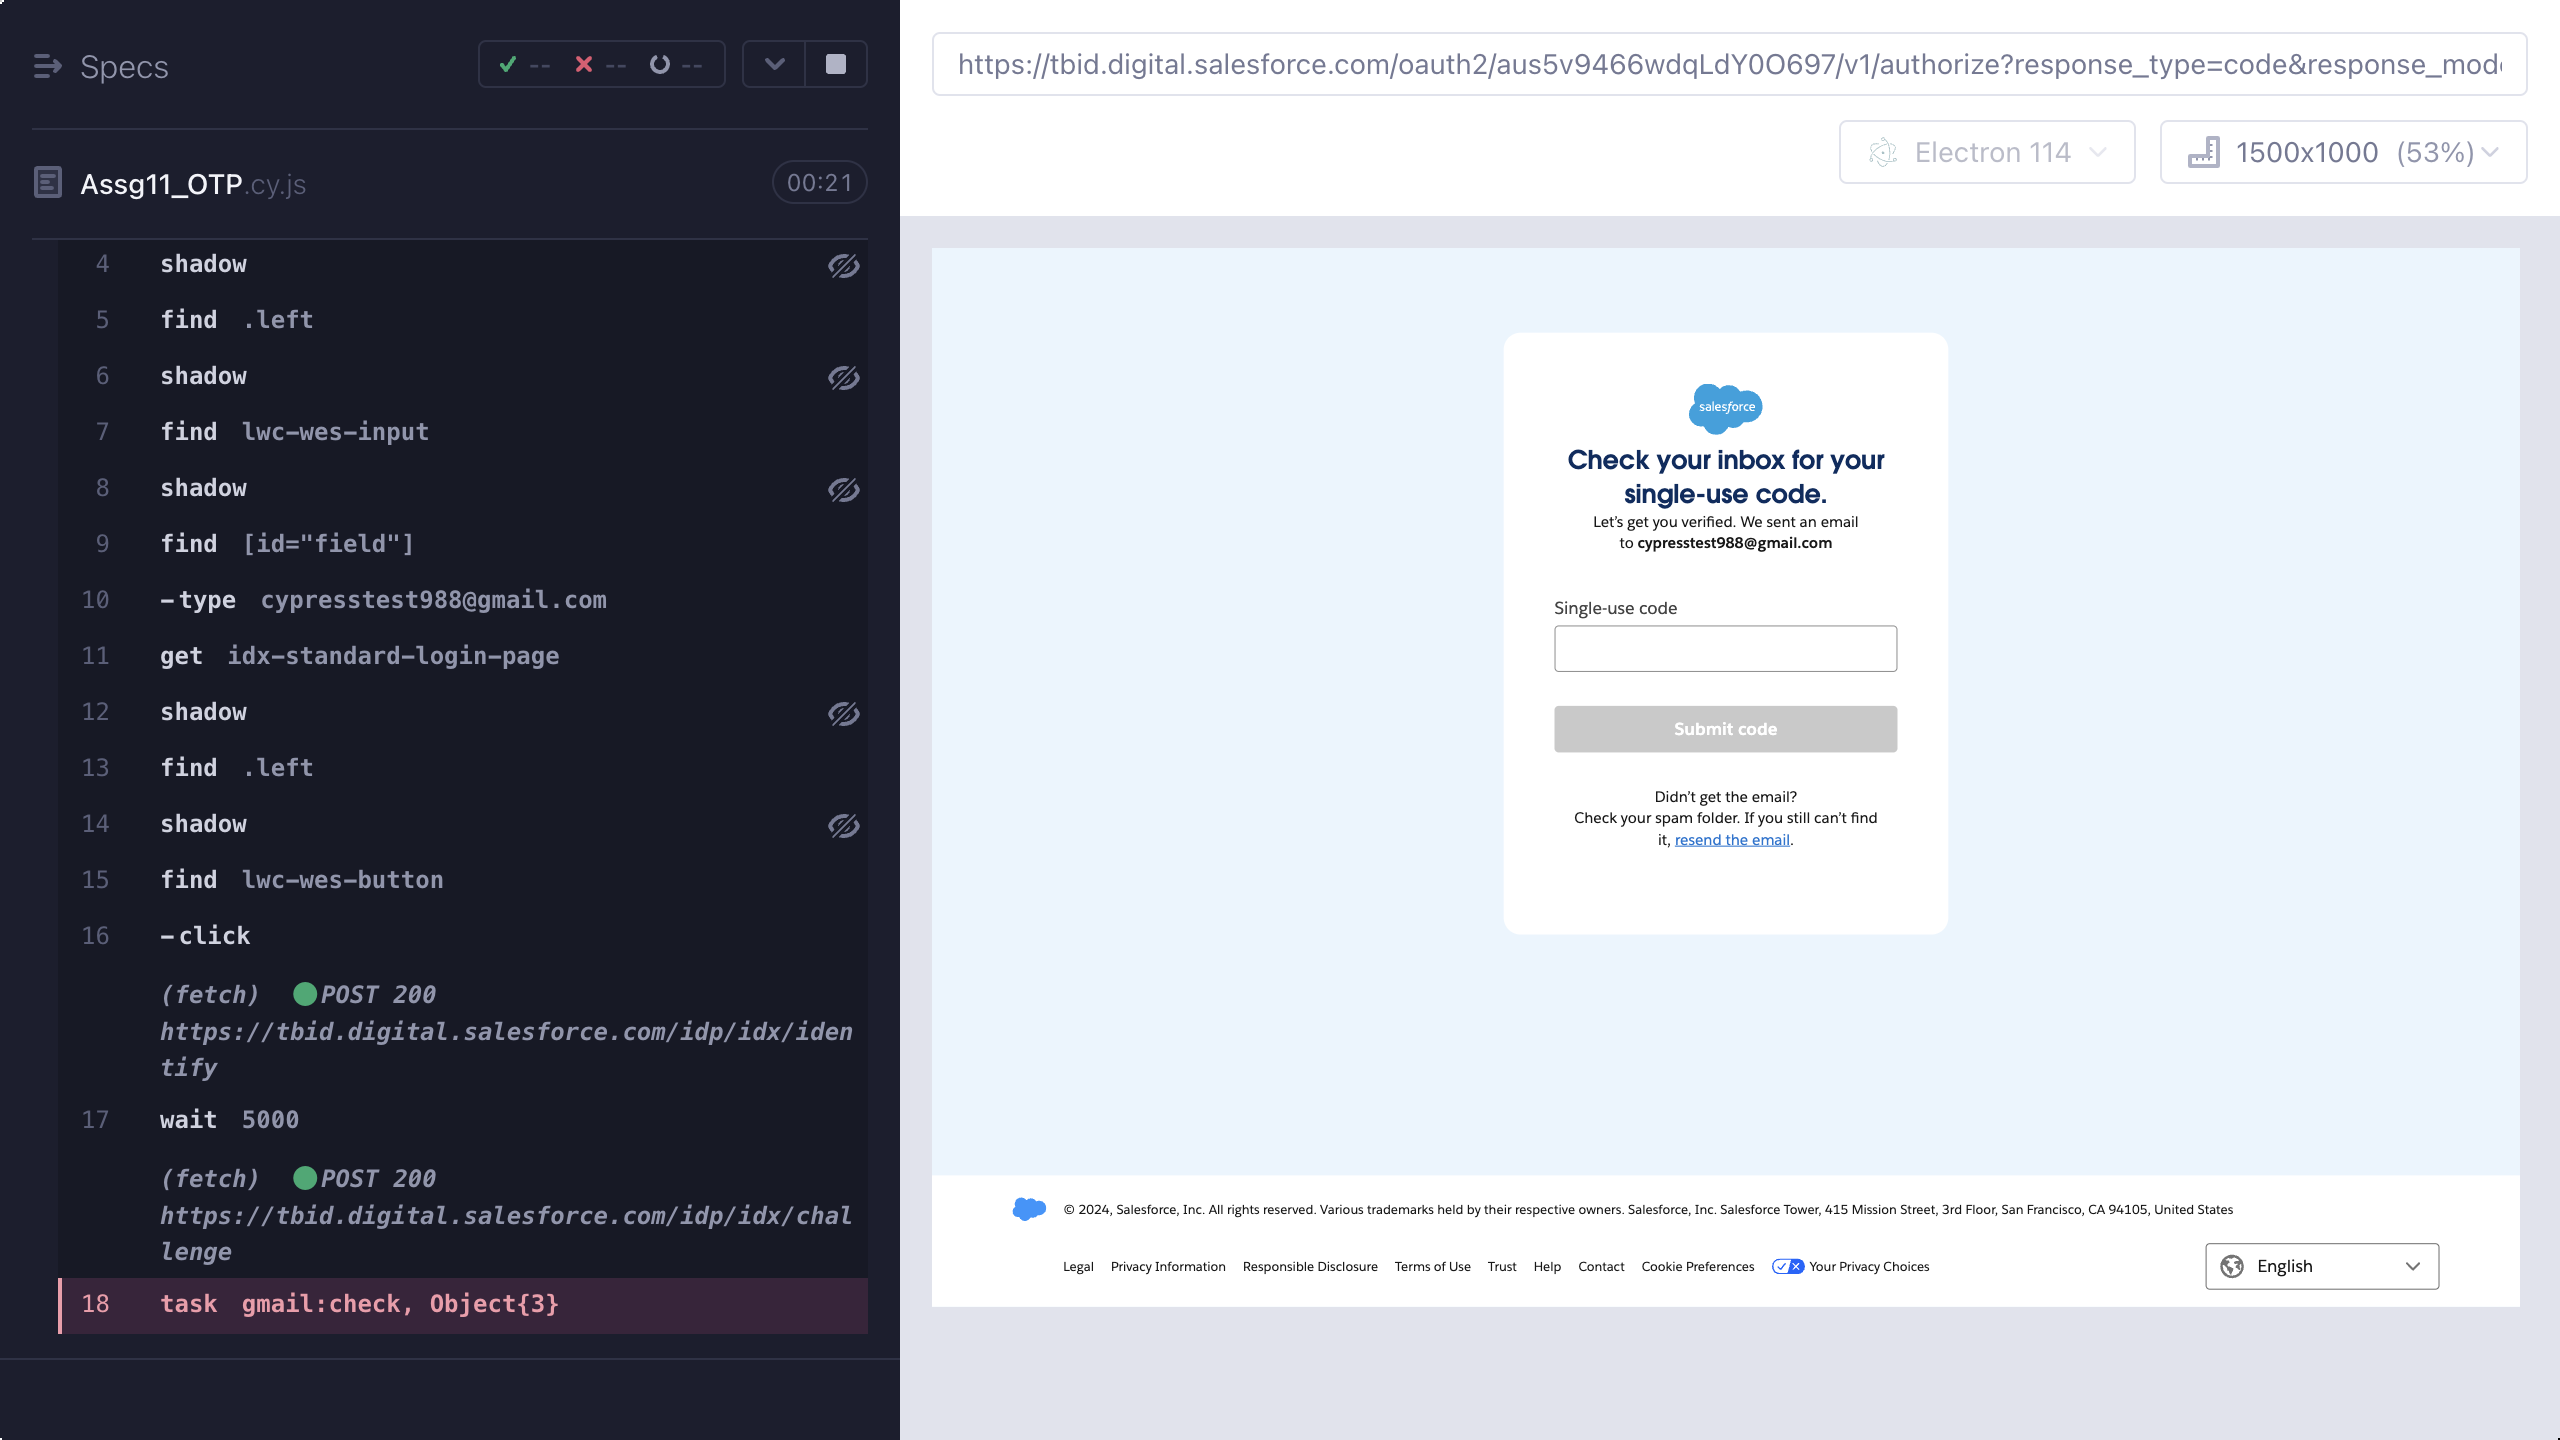 Specs
-- -- --
Assg11_OTP.cy.js 00:21
4 shadow
5 find .left
6 shadow
7 find lwc-wes-input
8 shadow
9 find [id="field"]
10 -type cypresstest988@gmail.com
11 get idx-standard-login-page
12 shadow
13 find .left
14 shadow
15 find lwc-wes-button
16 -click
(fetch) POST 200
https://tbid.digital.salesforce.com/idp/idx/iden
tify
17 wait 5000
(fetch) POST 200
https://tbid.digital.salesforce.com/idp/idx/chal
lenge
18 task gmail:check, Object{3}
https://tbid.digital.salesforce.com/oauth2/aus5v9466wdqLdY0O697/v1/authorize?response_type=code&response_mod
Electron 114
1500x1000 (53%)
salesforce
Check your inbox for your
single-use code.
Let’s get you verified. We sent an email
to cypresstest988@gmail.com
Single-use code
Submit code
Didn’t get the email?
Check your spam folder. If you still can’t find
it, resend the email.
© 2024, Salesforce, Inc. All rights reserved. Various trademarks held by their respective owners. Salesforce, Inc. Salesforce Tower, 415 Mission Street, 3rd Floor, San Francisco, CA 94105, United States
Legal Privacy Information Responsible Disclosure Terms of Use Trust Help Contact Cookie Preferences Your Privacy Choices
English